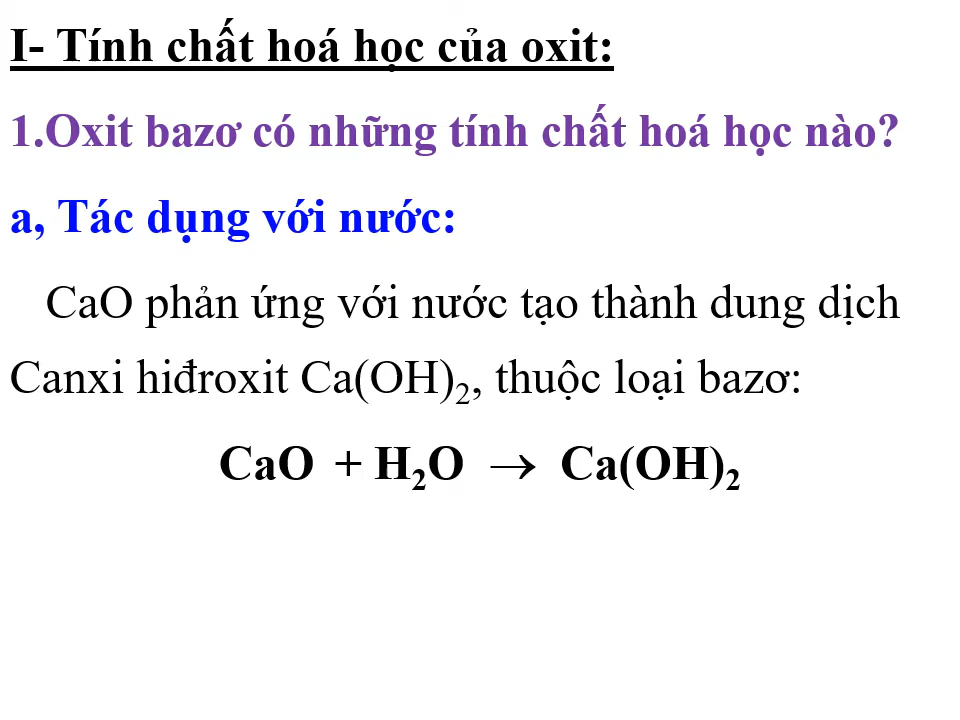 I- Tính chất hoá học của oxit:
1.Oxit bazơ có những tính chất hoá học nào?
a, Tác dụng với nước:
CaO phản ứng với nước tạo thành dung dịch
Canxi hiđroxit Ca(OH)₂, thuộc loại bazơ:
CaO + H₂O → Ca(OH)₂